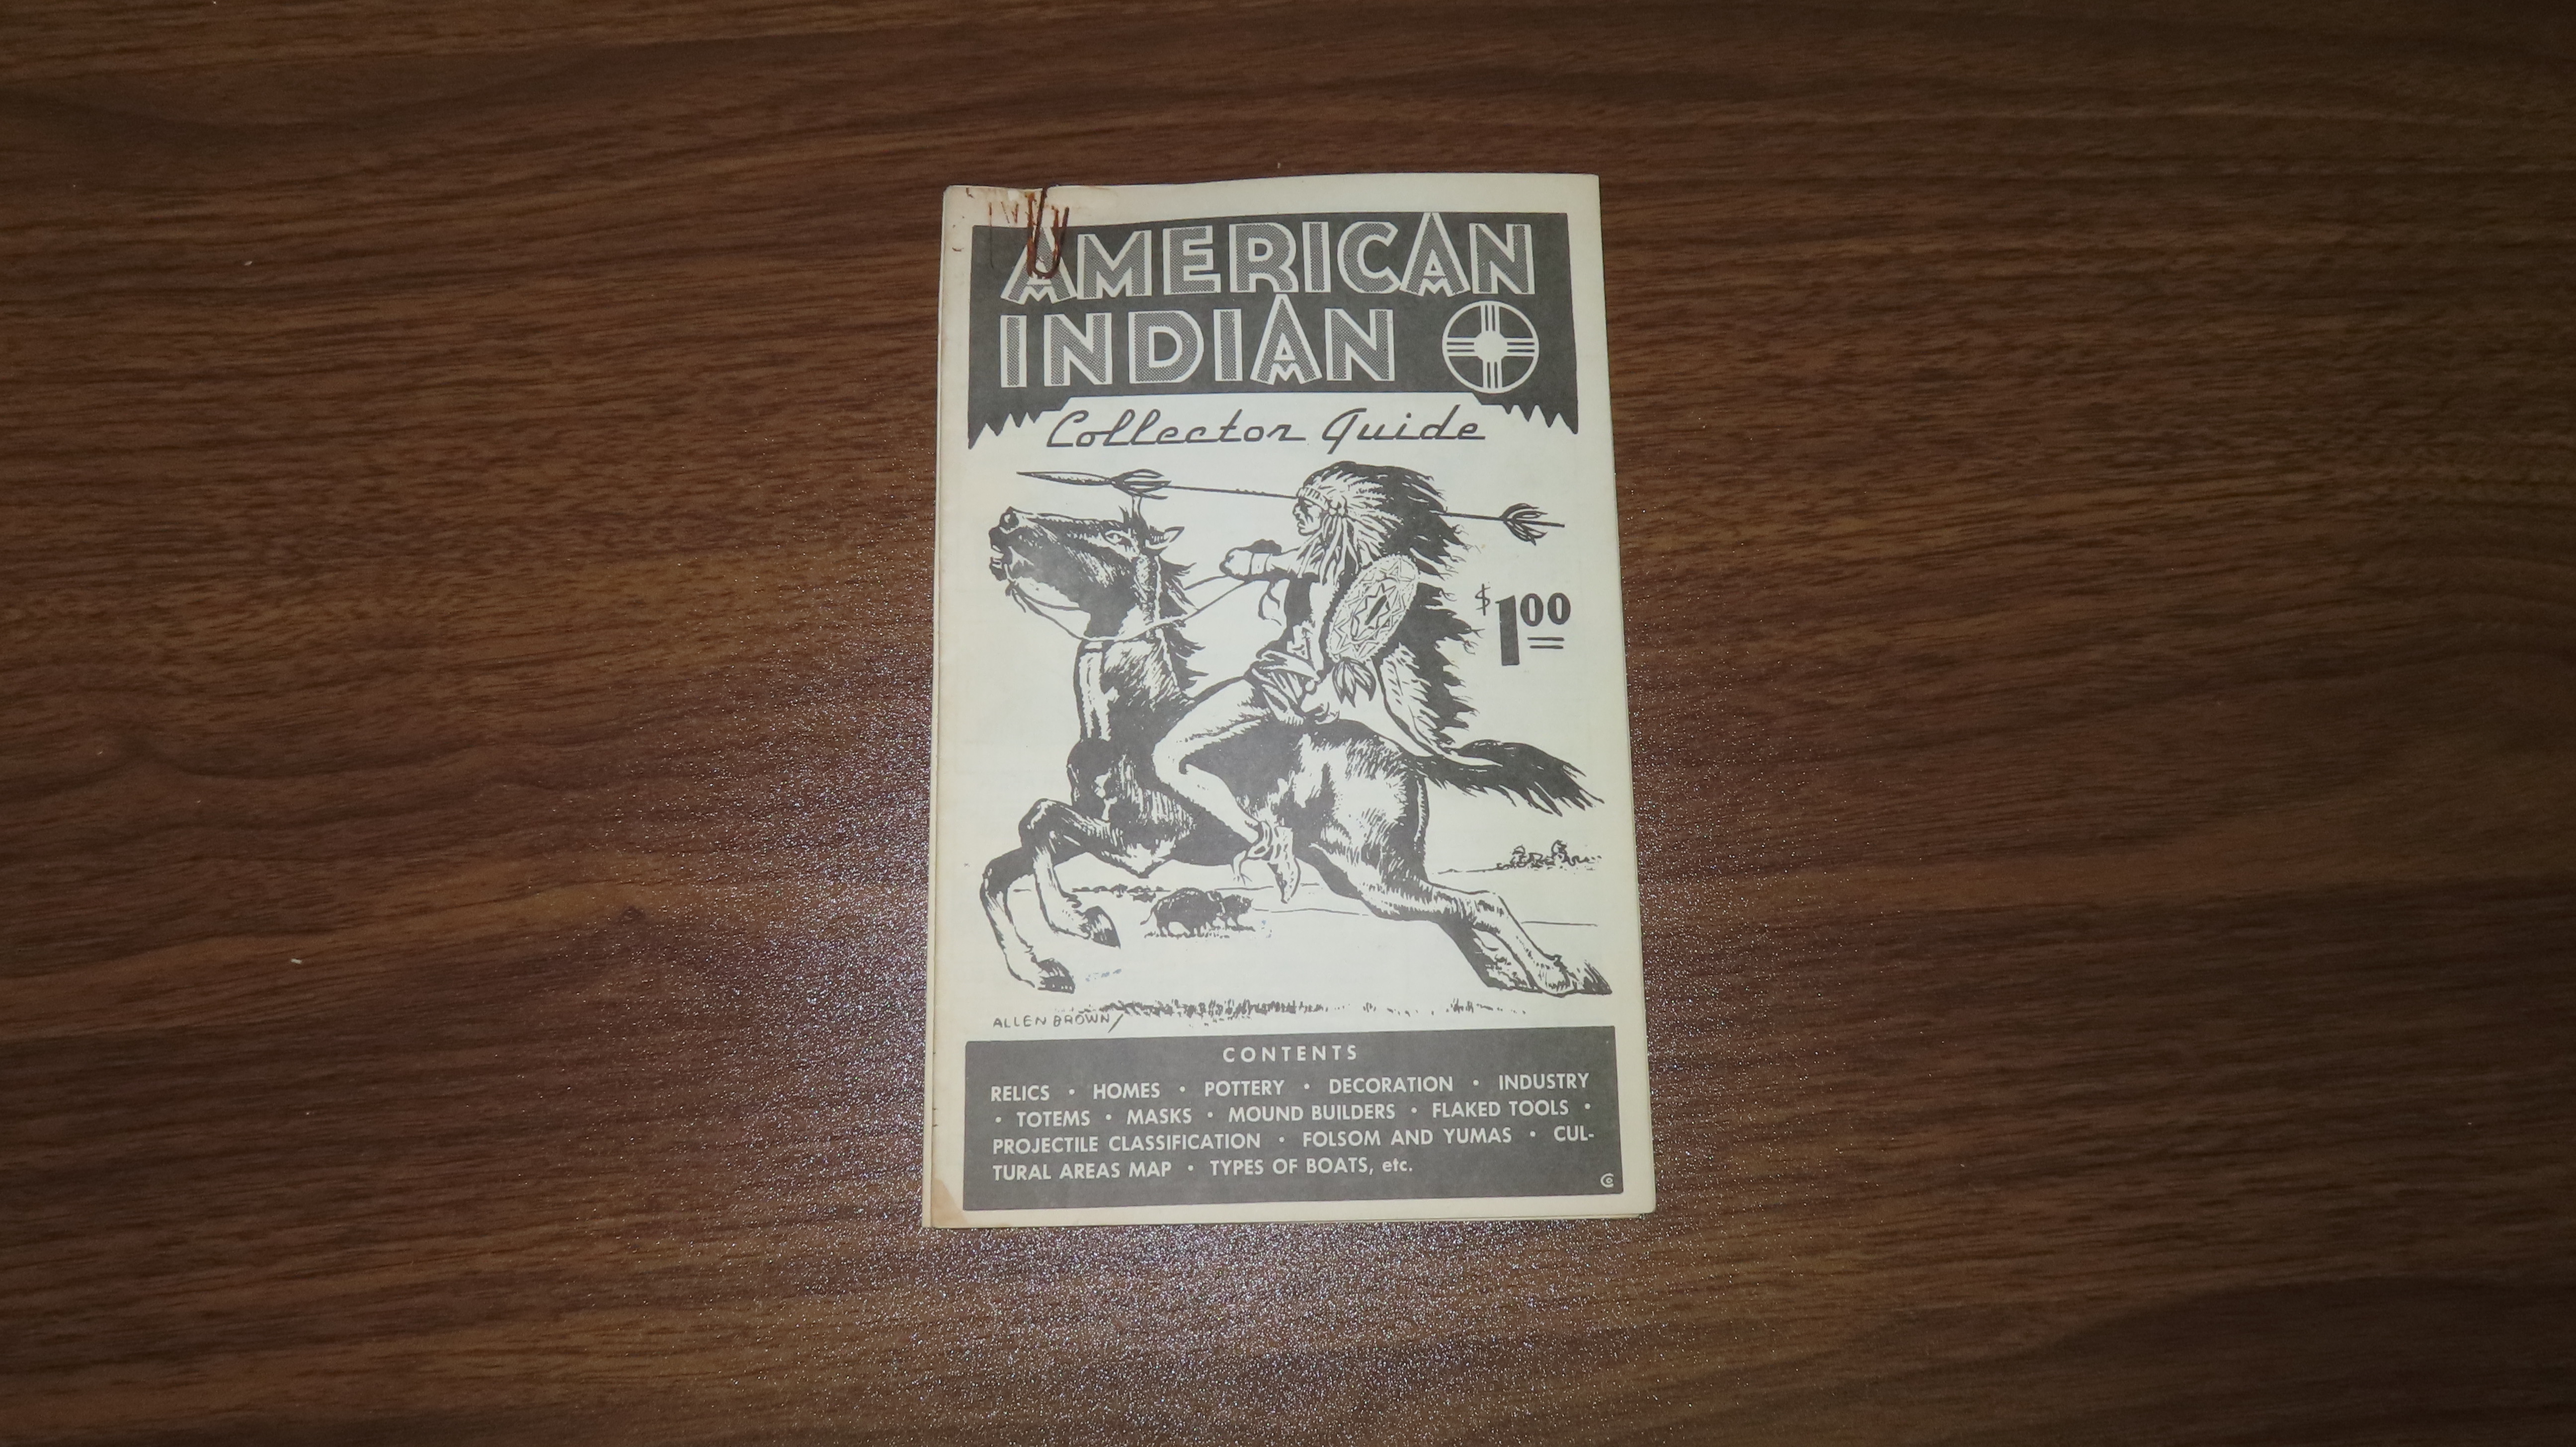 AMERICAN
INDIAN
Collector Guide
$1.00
ALLEN BROWN
CONTENTS
RELICS • HOMES • POTTERY • DECORATION • INDUSTRY
• TOTEMS • MASKS • MOUND BUILDERS • FLAKED TOOLS •
PROJECTILE CLASSIFICATION • FOLSOM AND YUMAS • CUL-
TURAL AREAS MAP • TYPES OF BOATS, etc.